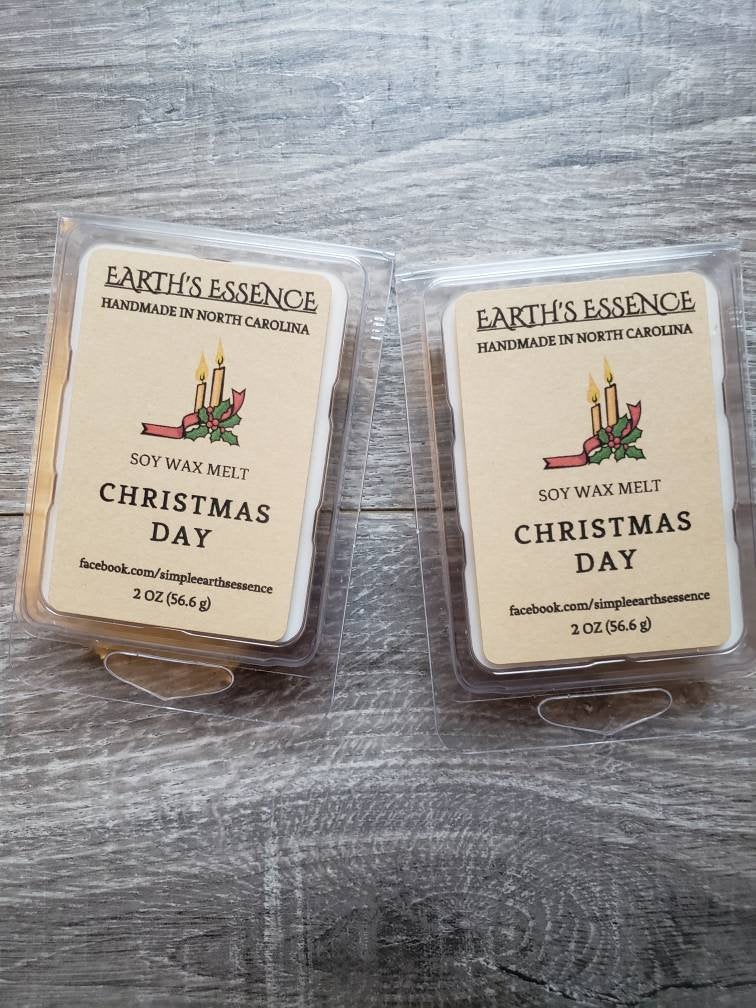 EARTH'S ESSENCE
HANDMADE IN NORTH CAROLINA
SOY WAX MELT
CHRISTMAS
DAY
facebook.com/simpleearthsessence
2 OZ (56.6 g)
EARTH'S ESSENCE
HANDMADE IN NORTH CAROLINA
SOY WAX MELT
CHRISTMAS
DAY
facebook.com/simpleearthsessence
2 OZ (56.6 g)